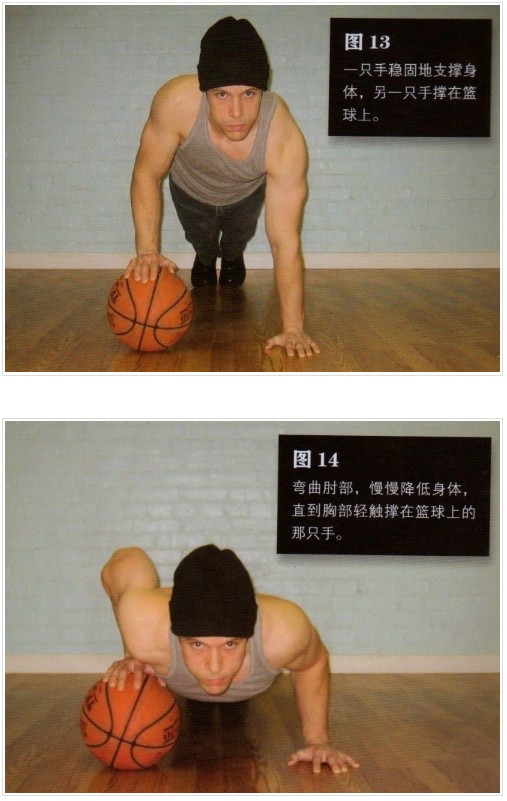 图 13
一只手稳固地支撑身
体，另一只手撑在篮
球上。
图 14
弯曲肘部，慢慢降低身体，
直到胸部轻触撑在篮球上的
那只手。